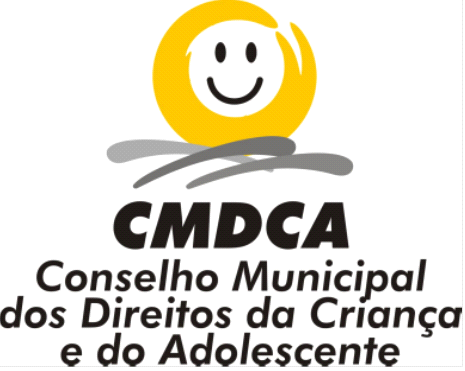 CMDCA
Conselho Municipal
dos Direitos da Criança
e do Adolescente